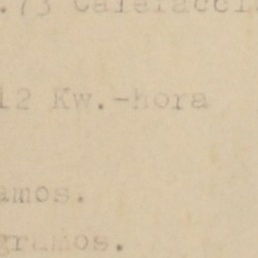 .73 Calefacci
12 Kw.-hora
amos.
gramos.